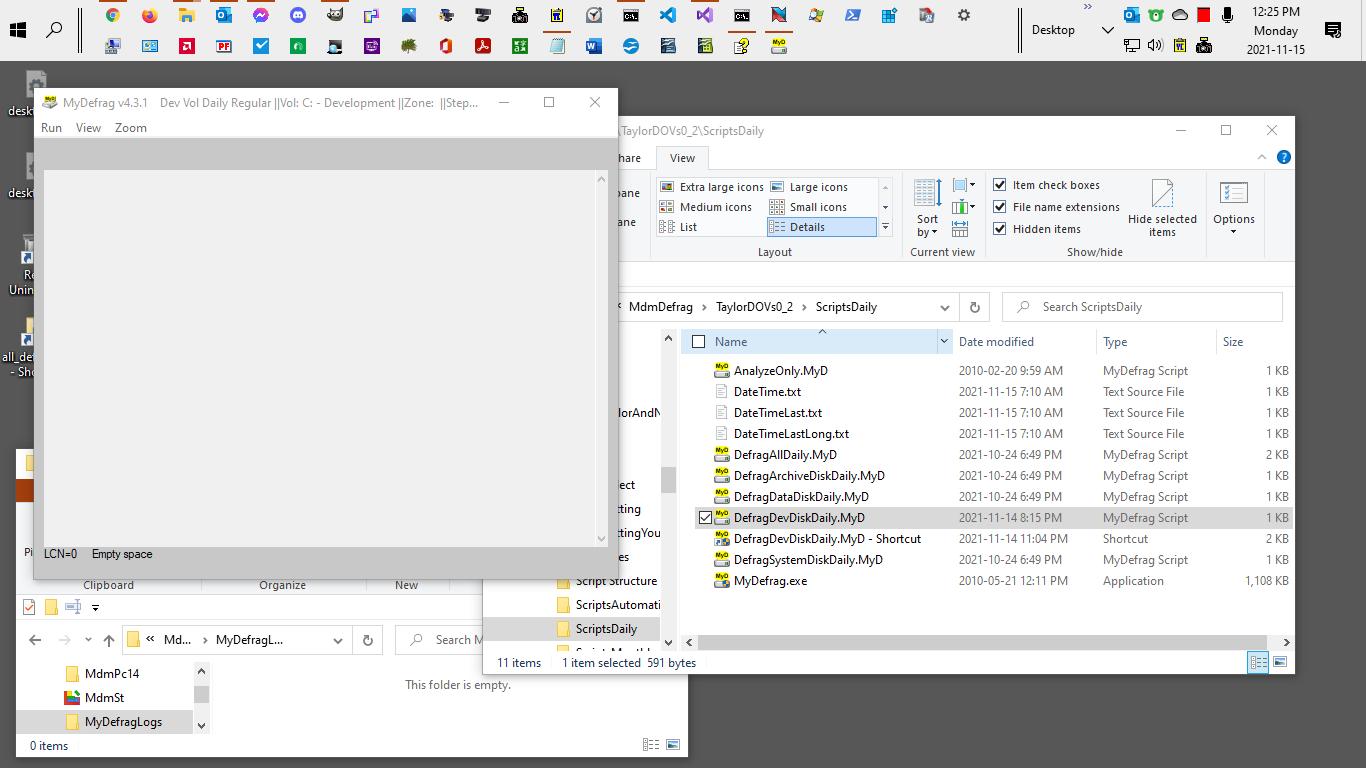 12:25 PM
Desktop
Monday
2021-11-15
desk
desk
Re
Unin
all_def
- Sho
MyDefrag v4.3.1 Dev Vol Daily Regular ||Vol: C: - Development ||Zone: ||Step...
Run View Zoom
LCN=0 Empty space
\TaylorDOVs0_2\ScriptsDaily
hare View
pane
ane
Extra large icons Large icons
Medium icons Small icons
List Details
Layout
Sort
by
Current view
Item check boxes
File name extensions
Hidden items
Hide selected
items
Show/hide
Options
MdmDefrag TaylorDOVs0_2 ScriptsDaily
Search ScriptsDaily
Name Date modified Type Size
AnalyzeOnly.MyD 2010-02-20 9:59 AM MyDefrag Script 1 KB
DateTime.txt 2021-11-15 7:10 AM Text Source File 1 KB
DateTimeLast.txt 2021-11-15 7:10 AM Text Source File 1 KB
DateTimeLastLong.txt 2021-11-15 7:10 AM Text Source File 1 KB
DefragAllDaily.MyD 2021-10-24 6:49 PM MyDefrag Script 2 KB
DefragArchiveDiskDaily.MyD 2021-10-24 6:49 PM MyDefrag Script 1 KB
DefragDataDiskDaily.MyD 2021-10-24 6:49 PM MyDefrag Script 1 KB
DefragDevDiskDaily.MyD 2021-11-14 8:15 PM MyDefrag Script 1 KB
DefragDevDiskDaily.MyD - Shortcut 2021-11-14 11:04 PM Shortcut 2 KB
DefragSystemDiskDaily.MyD 2021-10-24 6:49 PM MyDefrag Script 1 KB
MyDefrag.exe 2010-05-21 12:11 PM Application 1,108 KB
lorAndN
ect
tting
ttingYou
es
Script Structure
ScriptsAutomati
ScriptsDaily
11 items 1 item selected 591 bytes
Pi
Clipboard Organize New
Md... MyDefragL...
Search M
MdmPc14
MdmSt
MyDefragLogs
This folder is empty.
0 items